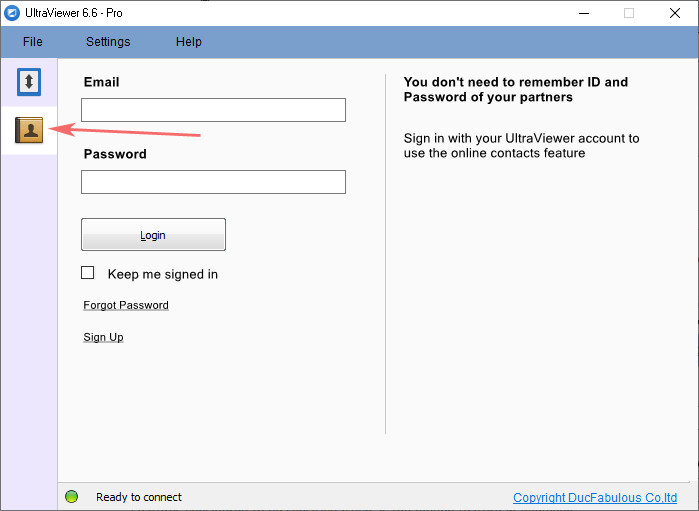 UltraViewer 6.6 - Pro
File Settings Help
Email
Password
Login
Keep me signed in
Forgot Password
Sign Up
You don't need to remember ID and
Password of your partners
Sign in with your UltraViewer account to
use the online contacts feature
Ready to connect
Copyright DucFabulous Co,ltd